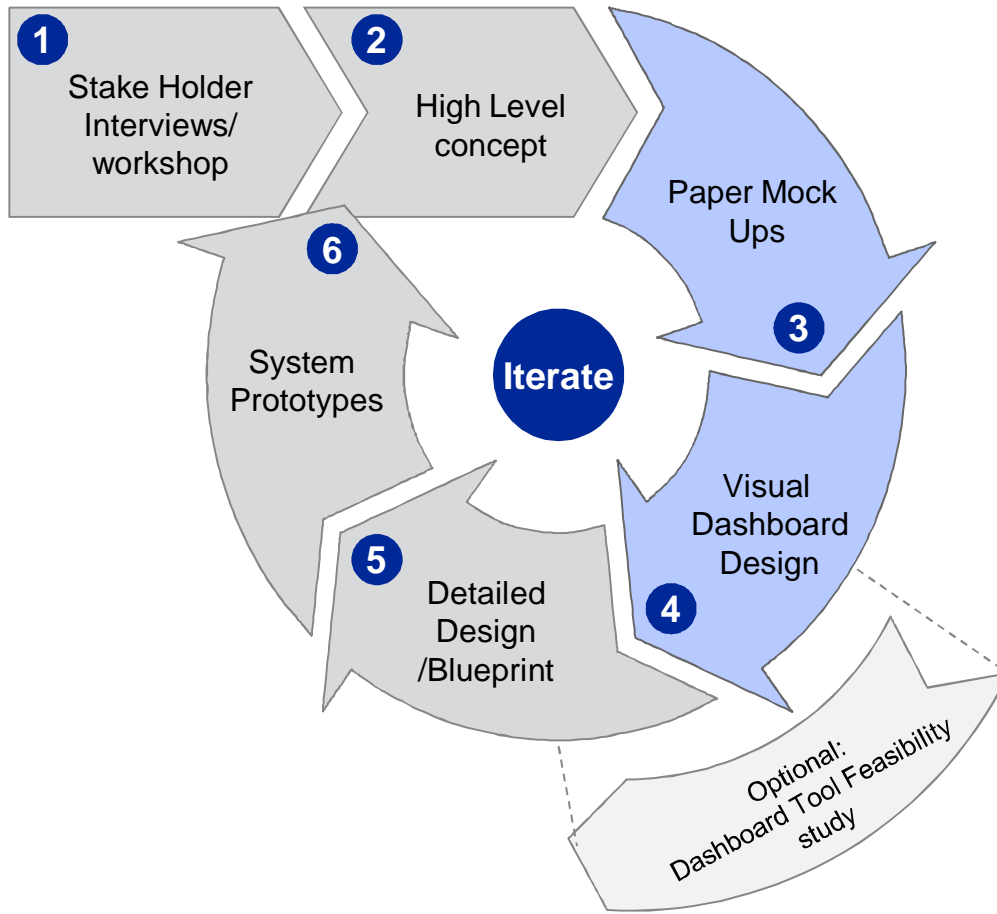 1
Stake Holder
Interviews/
workshop
2
High Level
concept
Paper Mock
Ups
3
Visual
Dashboard
Design
4
Optional:
Dashboard Tool Feasibility
study
5
Detailed
Design
/Blueprint
6
System
Prototypes
Iterate